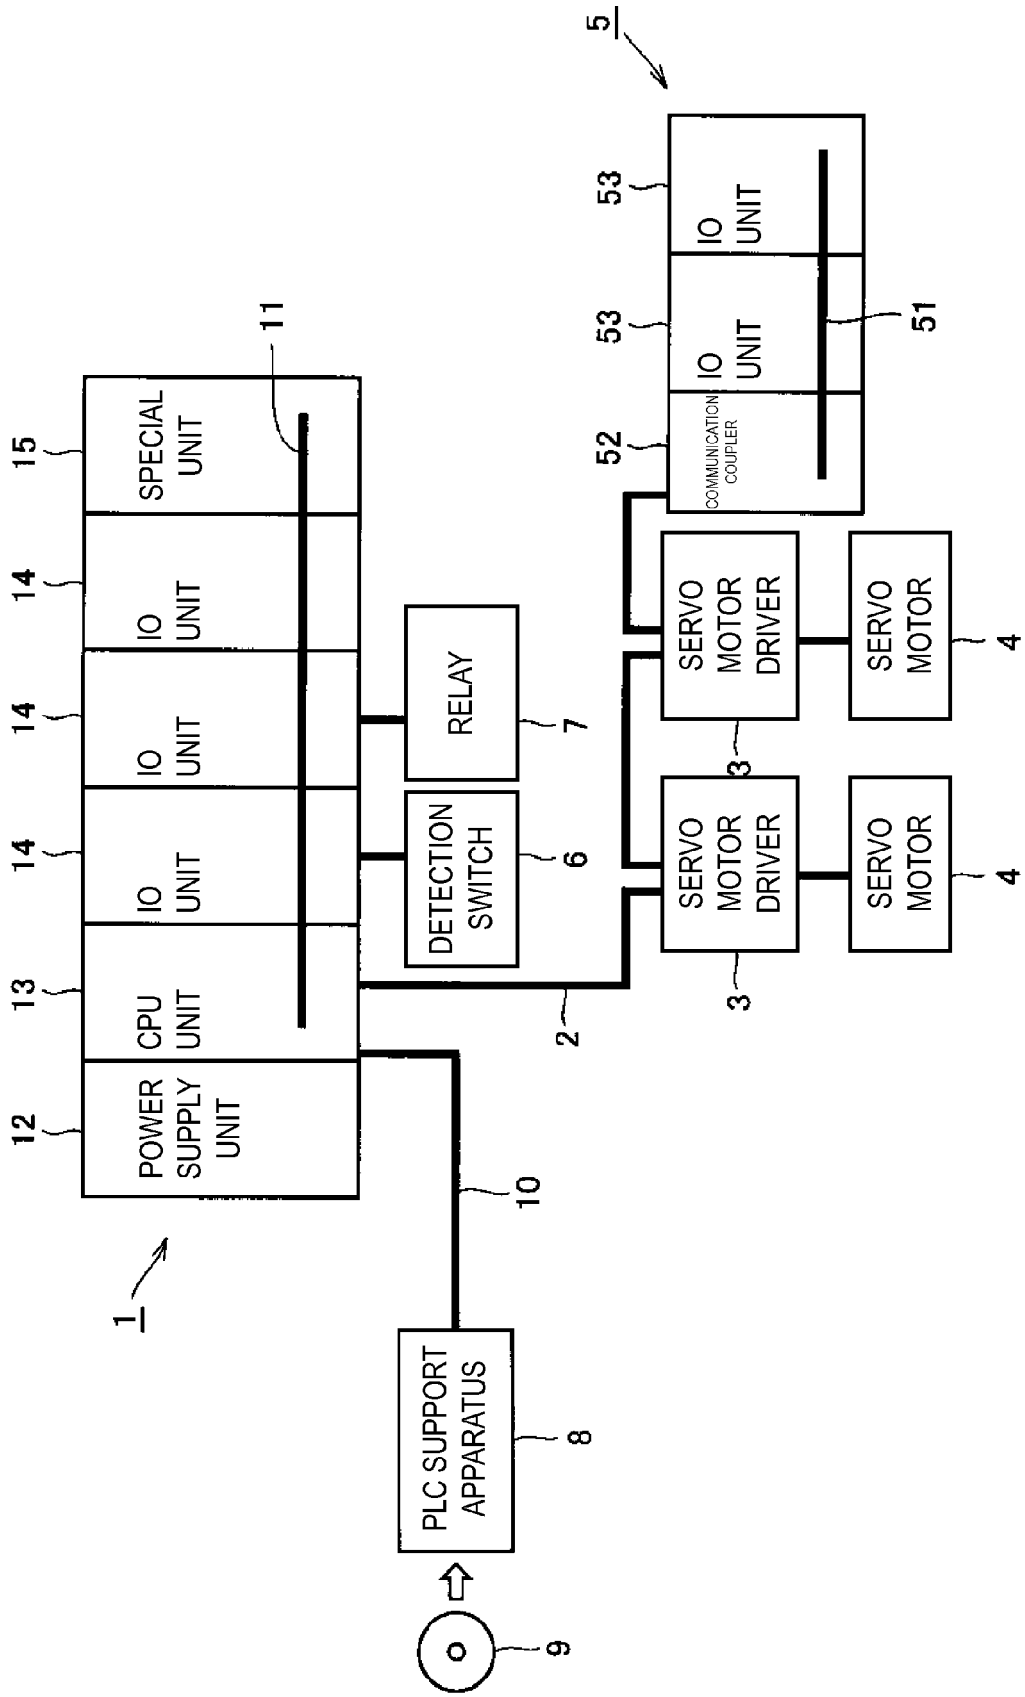 1
12
13
14
14
14
15
POWER
SUPPLY
UNIT
CPU
UNIT
IO
UNIT
IO
UNIT
IO
UNIT
SPECIAL
UNIT
11
10
PLC SUPPORT
APPARATUS
8
9
DETECTION
SWITCH
6
RELAY
7
2
5
SERVO
MOTOR
DRIVER
3
SERVO
MOTOR
4
SERVO
MOTOR
DRIVER
3
SERVO
MOTOR
4
52
53
53
COMMUNICATION
COUPLER
IO
UNIT
IO
UNIT
51